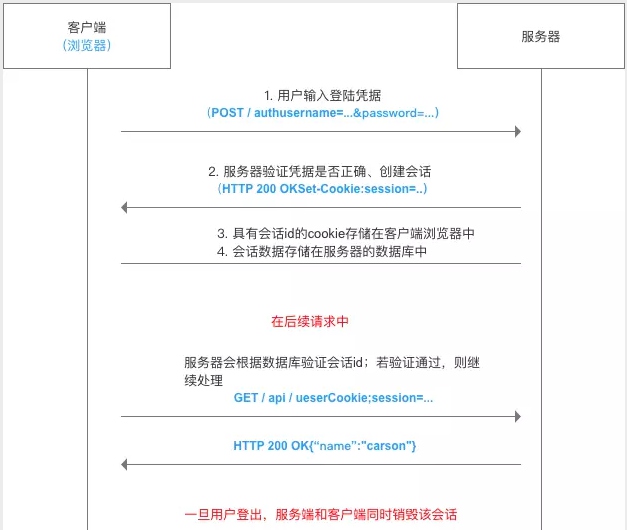 客户端
（浏览器）
服务器
1. 用户输入登陆凭据
（POST / authusername=...&password=...）
2. 服务器验证凭据是否正确、创建会话
（HTTP 200 OKSet-Cookie:session=..）
3. 具有会话id的cookie存储在客户端浏览器中
4. 会话数据存储在服务器的数据库中
在后续请求中
服务器会根据数据库验证会话id；若验证通过，则继
续处理
GET / api / ueserCookie;session=...
HTTP 200 OK{“name”:"carson"}
一旦用户登出，服务端和客户端同时销毁该会话